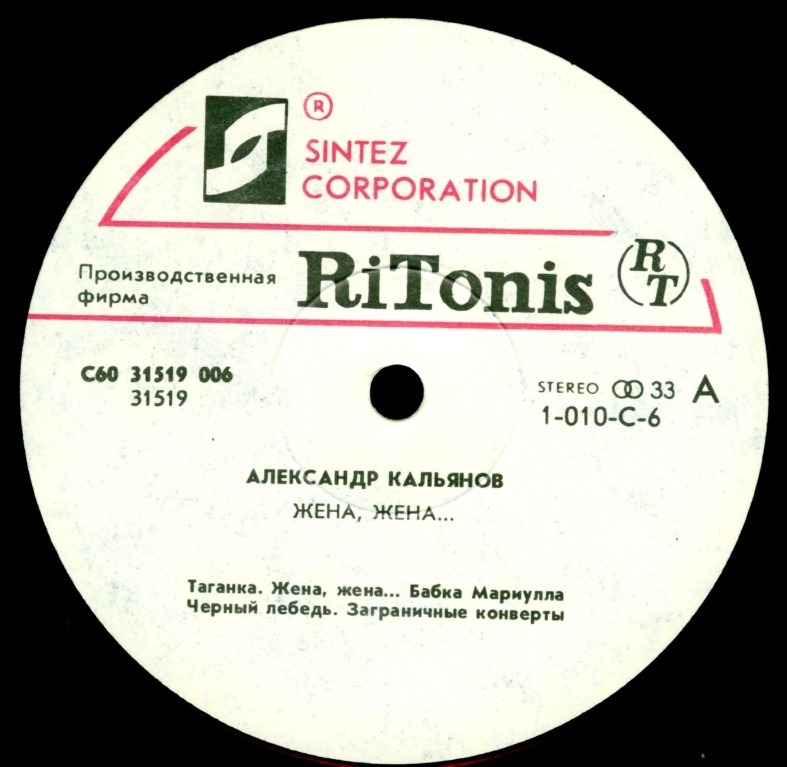 ®
SINTEZ
CORPORATION
Производственная
фирма
RiTonis
RT
С60 31519 006
31519
STEREO 33 A
1-010-С-6
АЛЕКСАНДР КАЛЬЯНОВ
ЖЕНА, ЖЕНА...
Таганка. Жена, жена... Бабка Мариулла
Черный лебедь. Заграничные конверты